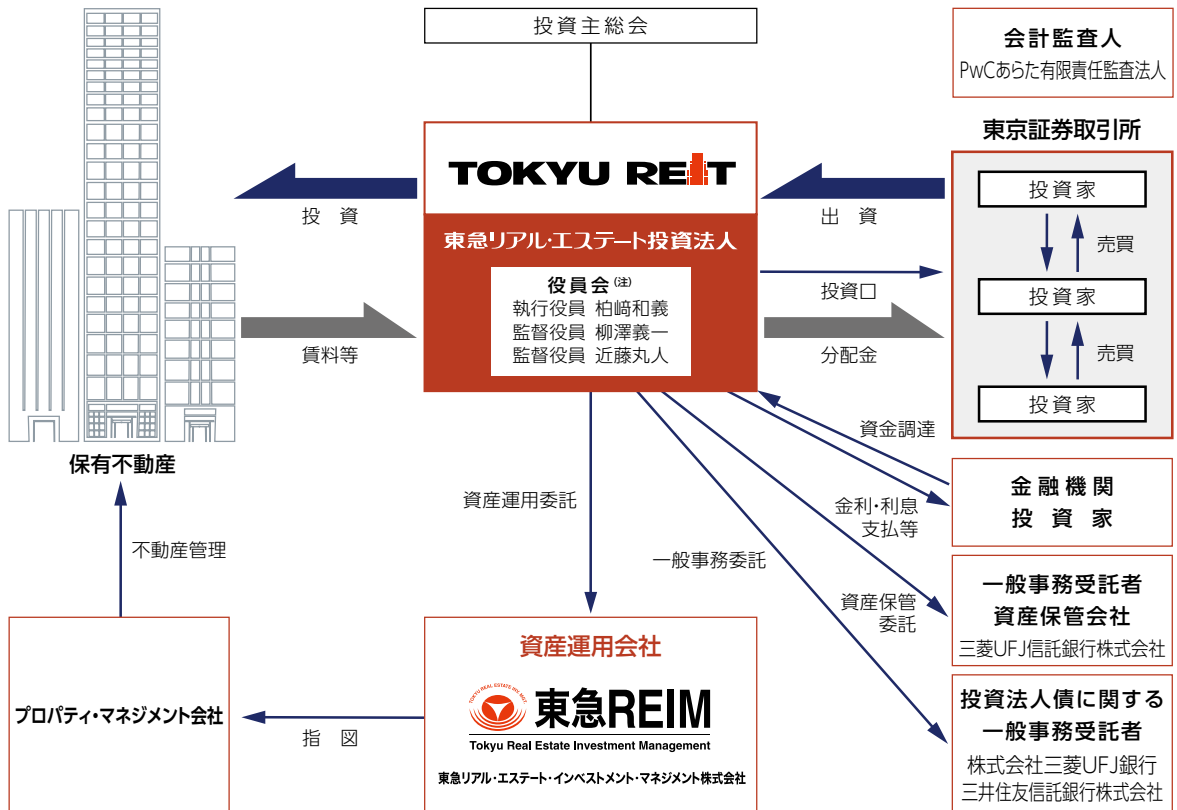 投資主総会
会計監査人
PwCあらた有限責任監査法人
東京証券取引所
TOKYU REIT
東急リアル・エステート投資法人
役員会(注)
執行役員 柏﨑和義
監督役員 柳澤義一
監督役員 近藤丸人
投 資
賃料等
出 資
投資口
分配金
投資家
売買
投資家
売買
投資家
保有不動産
不動産管理
プロパティ・マネジメント会社
指 図
資産運用委託
一般事務委託
資産保管
委託
資金調達
金利・利息
支払等
金融機関
投 資 家
一般事務受託者
資産保管会社
三菱UFJ信託銀行株式会社
投資法人債に関する
一般事務受託者
株式会社三菱UFJ銀行
三井住友信託銀行株式会社
資産運用会社
TOKYU REAL ESTATE INV. MGT.
東急REIM
Tokyu Real Estate Investment Management
東急リアル・エステート・インベストメント・マネジメント株式会社